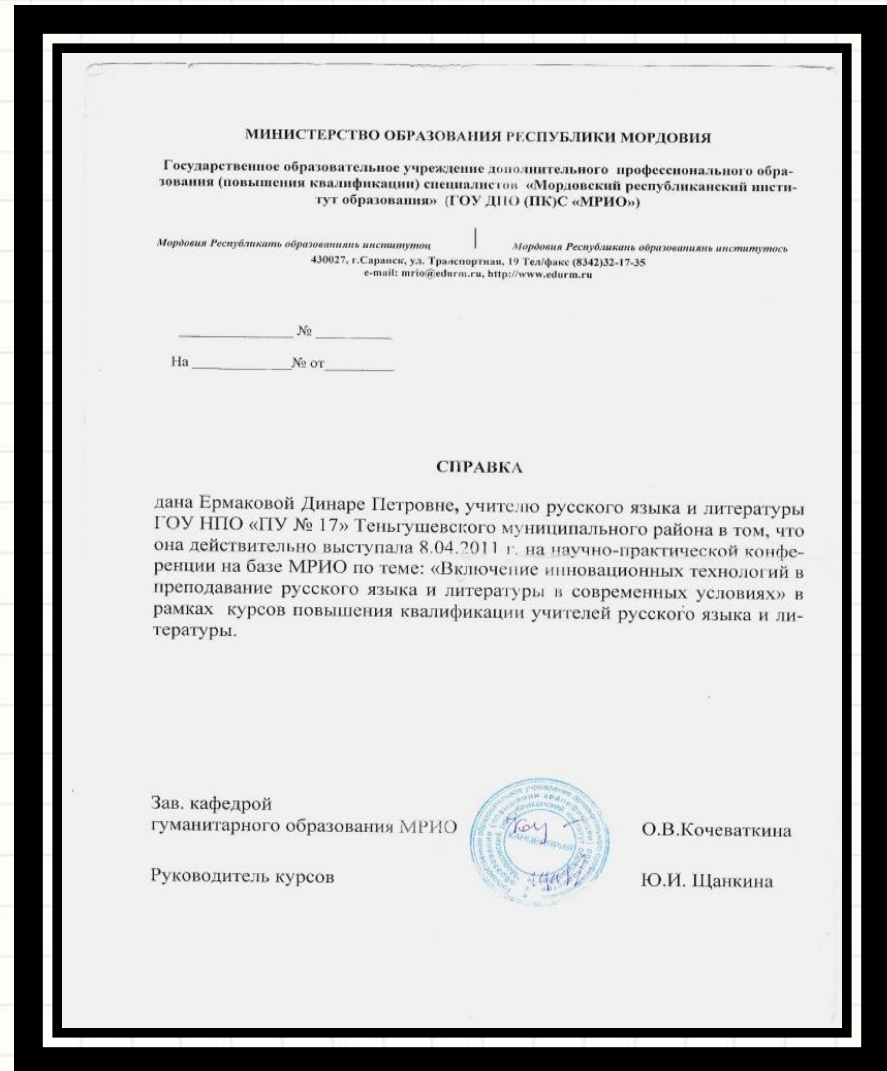 МИНИСТЕРСТВО ОБРАЗОВАНИЯ РЕСПУБЛИКИ МОРДОВИЯ
Государственное образовательное учреждение дополнительного профессионального обра-
зования (повышения квалификации) специалистов «Мордовский республиканский инсти-
тут образования» (ГОУ ДПО (ПК)С «МРИО»)
Мордовия Республикать образованиянь институтоц
Мордовия Республикань образованиянь институтось
430027, г.Саранск, ул. Транспортная, 19 Тел/факс (8342)32-17-35
e-mail: mrio@edurm.ru, http://www.edurm.ru
№
На № от
СПРАВКА
дана Ермаковой Динаре Петровне, учителю русского языка и литературы
ГОУ НПО «ПУ № 17» Теньгушевского муниципального района в том, что
она действительно выступала 8.04.2011 г. на научно-практической конфе-
ренции на базе МРИО по теме: «Включение инновационных технологий в
преподавание русского языка и литературы в современных условиях» в
рамках курсов повышения квалификации учителей русского языка и ли-
тературы.
Зав. кафедрой
гуманитарного образования МРИО
О.В.Кочеваткина
КАНЦЕЛЯРИЯ
Руководитель курсов
Ю.И. Щанкина